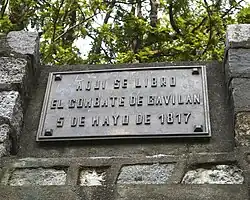 AQUI SE LIBRO
EL COMBATE DE GAVILAN
5 DE MAYO DE 1817